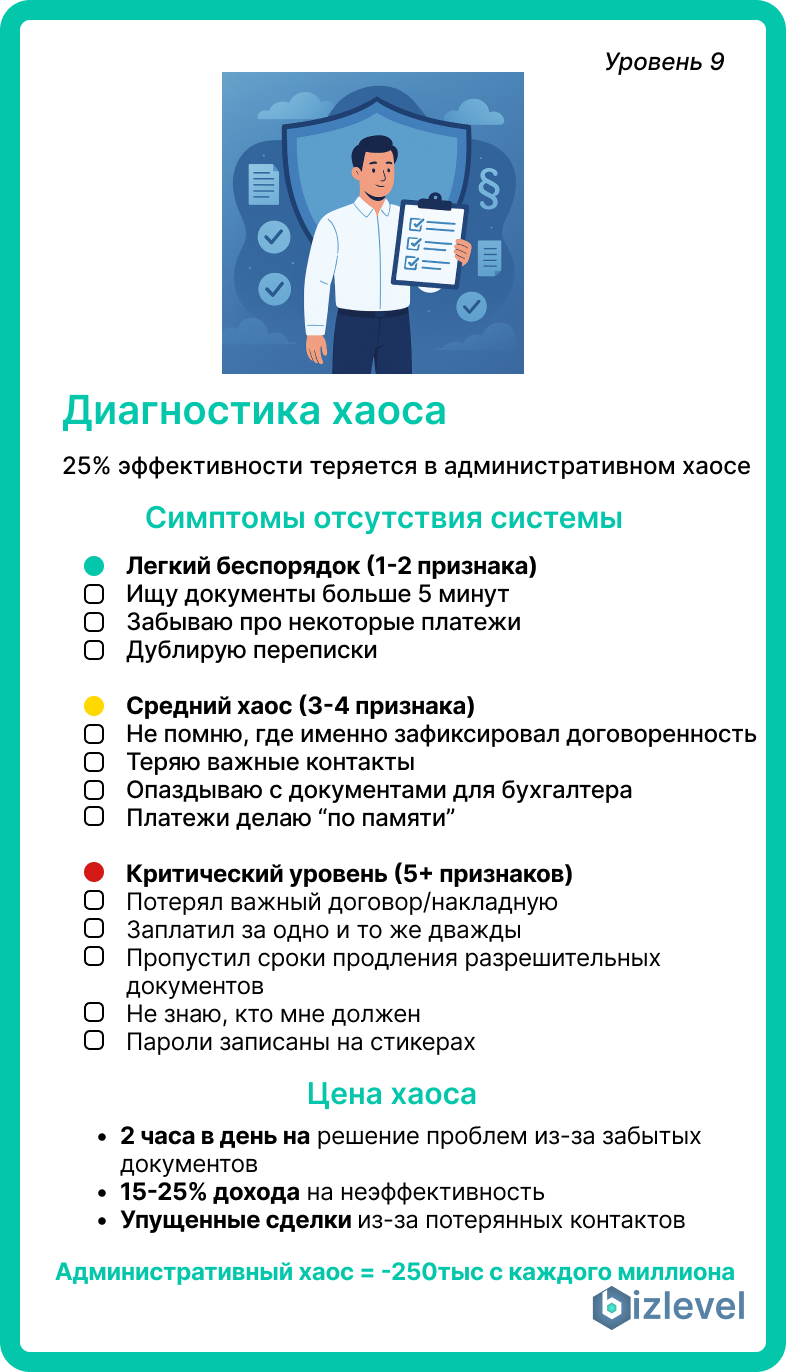 Уровень 9
§
Диагностика хаоса
25% эффективности теряется в административном хаосе
Симптомы отсутствия системы
Легкий беспорядок (1-2 признака)
Ищу документы больше 5 минут
Забываю про некоторые платежи
Дублирую переписки
Средний хаос (3-4 признака)
Не помню, где именно зафиксировал договоренность
Теряю важные контакты
Опаздываю с документами для бухгалтера
Платежи делаю “по памяти”
Критический уровень (5+ признаков)
Потерял важный договор/накладную
Заплатил за одно и то же дважды
Пропустил сроки продления разрешительных
документов
Не знаю, кто мне должен
Пароли записаны на стикерах
Цена хаоса
• 2 часа в день на решение проблем из-за забытых
документов
• 15-25% дохода на неэффективность
• Упущенные сделки из-за потерянных контактов
Административный хаос = -250тыс с каждого миллиона
bizlevel